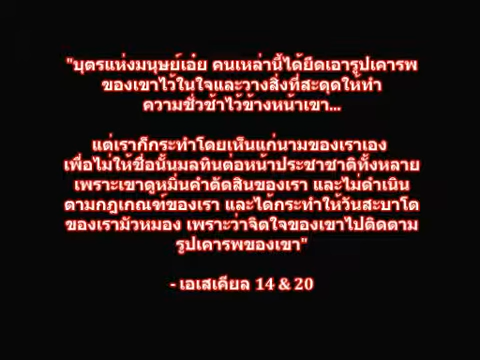 "บุตรแห่งมนุษย์เอ๋ย คนเหล่านี้ได้ยึดเอารูปเคารพ
ของเขาไว้ในใจและวางสิ่งที่สะดุดให้ทำ
ความชั่วช้าไว้ข้างหน้าเขา...
แต่เราก็กระทำโดยเห็นแก่นามของเราเอง
เพื่อไม่ให้ชื่อนั้นมลทินต่อหน้าประชาชาติทั้งหลาย
เพราะเขาดูหมิ่นคำตัดสินของเรา และไม่ดำเนิน
ตามกฎเกณฑ์ของเรา และได้กระทำให้วันสะบาโต
ของเรามัวหมอง เพราะว่าจิตใจของเขาไปติดตาม
รูปเคารพของเขา"
- เอเสเคียล 14 & 20